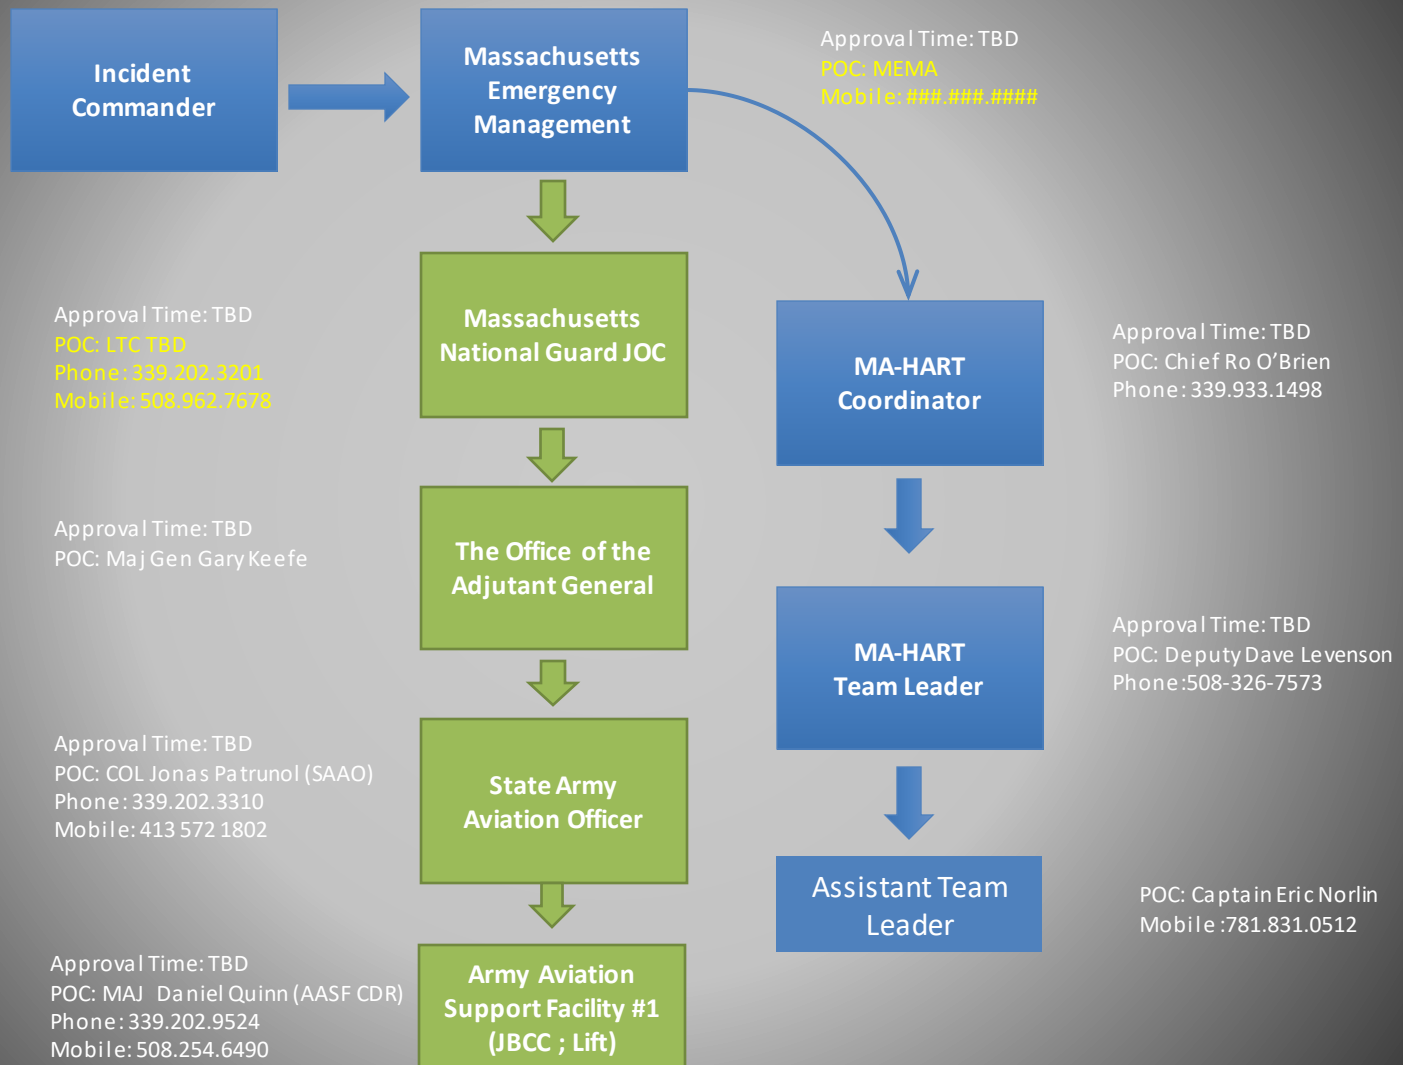 Incident
Commander
Massachusetts
Emergency
Management
Approval Time: TBD
POC: MEMA
Mobile: ###.###.####
Approval Time: TBD
POC: LTC TBD
Phone: 339.202.3201
Mobile: 508.962.7678
Massachusetts
National Guard JOC
MA-HART
Coordinator
Approval Time: TBD
POC: Chief Ro O’Brien
Phone: 339.933.1498
Approval Time: TBD
POC: Maj Gen Gary Keefe
The Office of the
Adjutant General
MA-HART
Team Leader
Approval Time: TBD
POC: Deputy Dave Levenson
Phone:508-326-7573
Approval Time: TBD
POC: COL Jonas Patrunol (SAAO)
Phone: 339.202.3310
Mobile: 413 572 1802
State Army
Aviation Officer
Assistant Team
Leader
POC: Captain Eric Norlin
Mobile :781.831.0512
Approval Time: TBD
POC: MAJ Daniel Quinn (AASF CDR)
Phone: 339.202.9524
Mobile: 508.254.6490
Army Aviation
Support Facility #1
(JBCC ; Lift)